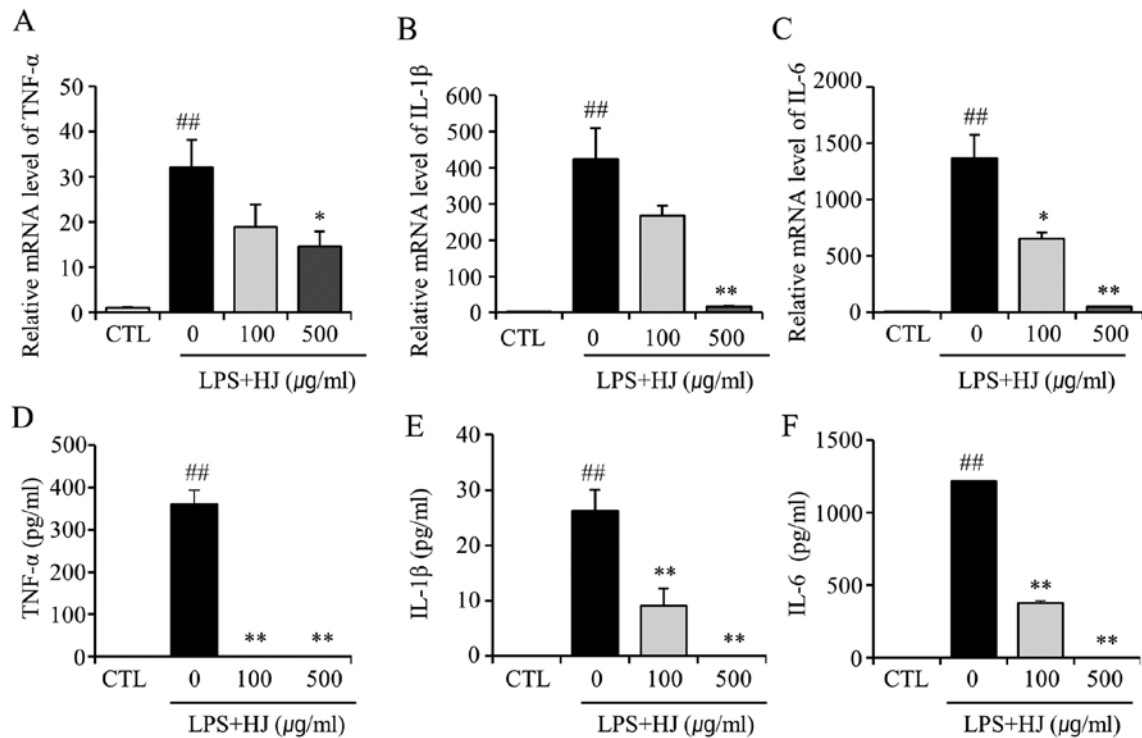 A
Relative mRNA level of TNF-α
50
40
30
20
10
0
##
*
CTL
0
100
500
LPS+HJ (μg/ml)
B
Relative mRNA level of IL-1β
600
500
400
300
200
100
0
##
**
CTL
0
100
500
LPS+HJ (μg/ml)
C
Relative mRNA level of IL-6
2000
1500
1000
500
0
##
*
**
CTL
0
100
500
LPS+HJ (μg/ml)
D
TNF-α (pg/ml)
500
400
300
200
100
0
##
**
**
CTL
0
100
500
LPS+HJ (μg/ml)
E
IL-1β (pg/ml)
40
30
20
10
0
##
**
**
CTL
0
100
500
LPS+HJ (μg/ml)
F
IL-6 (pg/ml)
1500
1000
500
0
##
**
**
CTL
0
100
500
LPS+HJ (μg/ml)